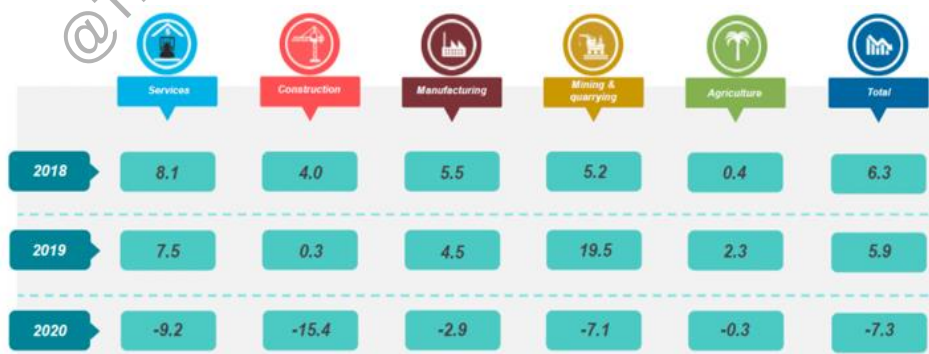 Services Construction Manufacturing Mining & quarrying Agriculture Total
2018 8.1 4.0 5.5 5.2 0.4 6.3
2019 7.5 0.3 4.5 19.5 2.3 5.9
2020 -9.2 -15.4 -2.9 -7.1 -0.3 -7.3